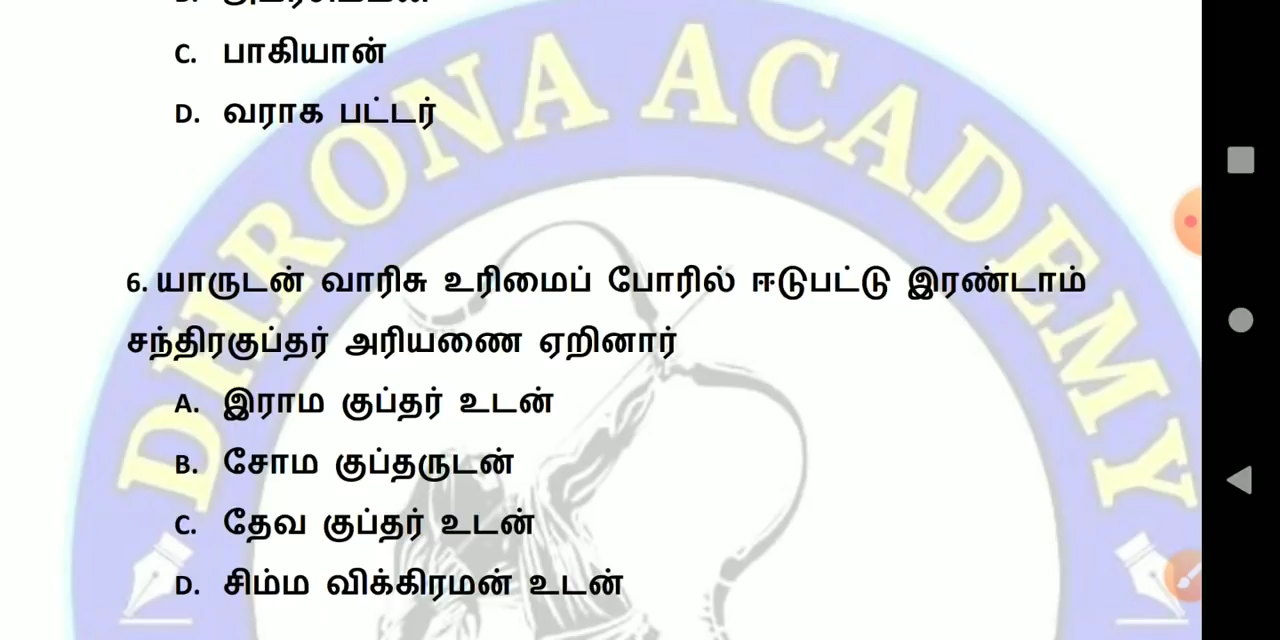 C. பாகியான்
D. வராக பட்டர்
DHRONA ACADEMY
6. யாருடன் வாரிசு உரிமைப் போரில் ஈடுபட்டு இரண்டாம்
சந்திரகுப்தர் அரியணை ஏறினார்
A. இராம குப்தர் உடன்
B. சோம குப்தருடன்
C. தேவ குப்தர் உடன்
D. சிம்ம விக்கிரமன் உடன்